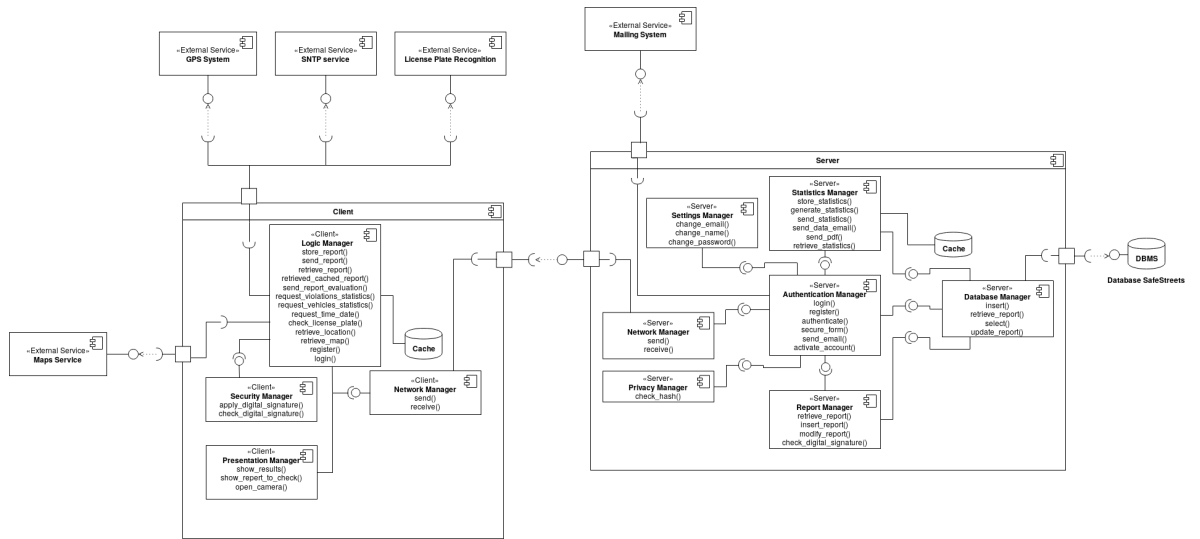 «External Service»
Mailing System
«External Service»
GPS System
«External Service»
SNTP service
«External Service»
License Plate Recognition
Server
Client
«Client»
Logic Manager
store_report()
send_report()
retrieve_report()
retrieved_cached_report()
send_report_evaluation()
request_violations_statistics()
request_vehicles_statistics()
request_time_date()
check_license_plate()
retrieve_location()
retrieve_map()
register()
login()
Cache
«External Service»
Maps Service
«Client»
Security Manager
apply_digital_signature()
check_digital_signature()
«Client»
Network Manager
send()
receive()
«Client»
Presentation Manager
show_results()
show_repert_to_check()
open_camera()
«Server»
Settings Manager
change_email()
change_name()
change_password()
«Server»
Statistics Manager
store_statistics()
generate_statistics()
send_statistics()
send_data_email()
send_pdf()
retrieve_statistics()
Cache
DBMS
Database SafeStreets
«Server»
Authentication Manager
login()
register()
authenticate()
secure_form()
send_email()
activate_account()
«Server»
Database Manager
insert()
retrieve_report()
select()
update_report()
«Server»
Network Manager
send()
receive()
«Server»
Privacy Manager
check_hash()
«Server»
Report Manager
retrieve_report()
insert_report()
modify_report()
check_digital_signature()